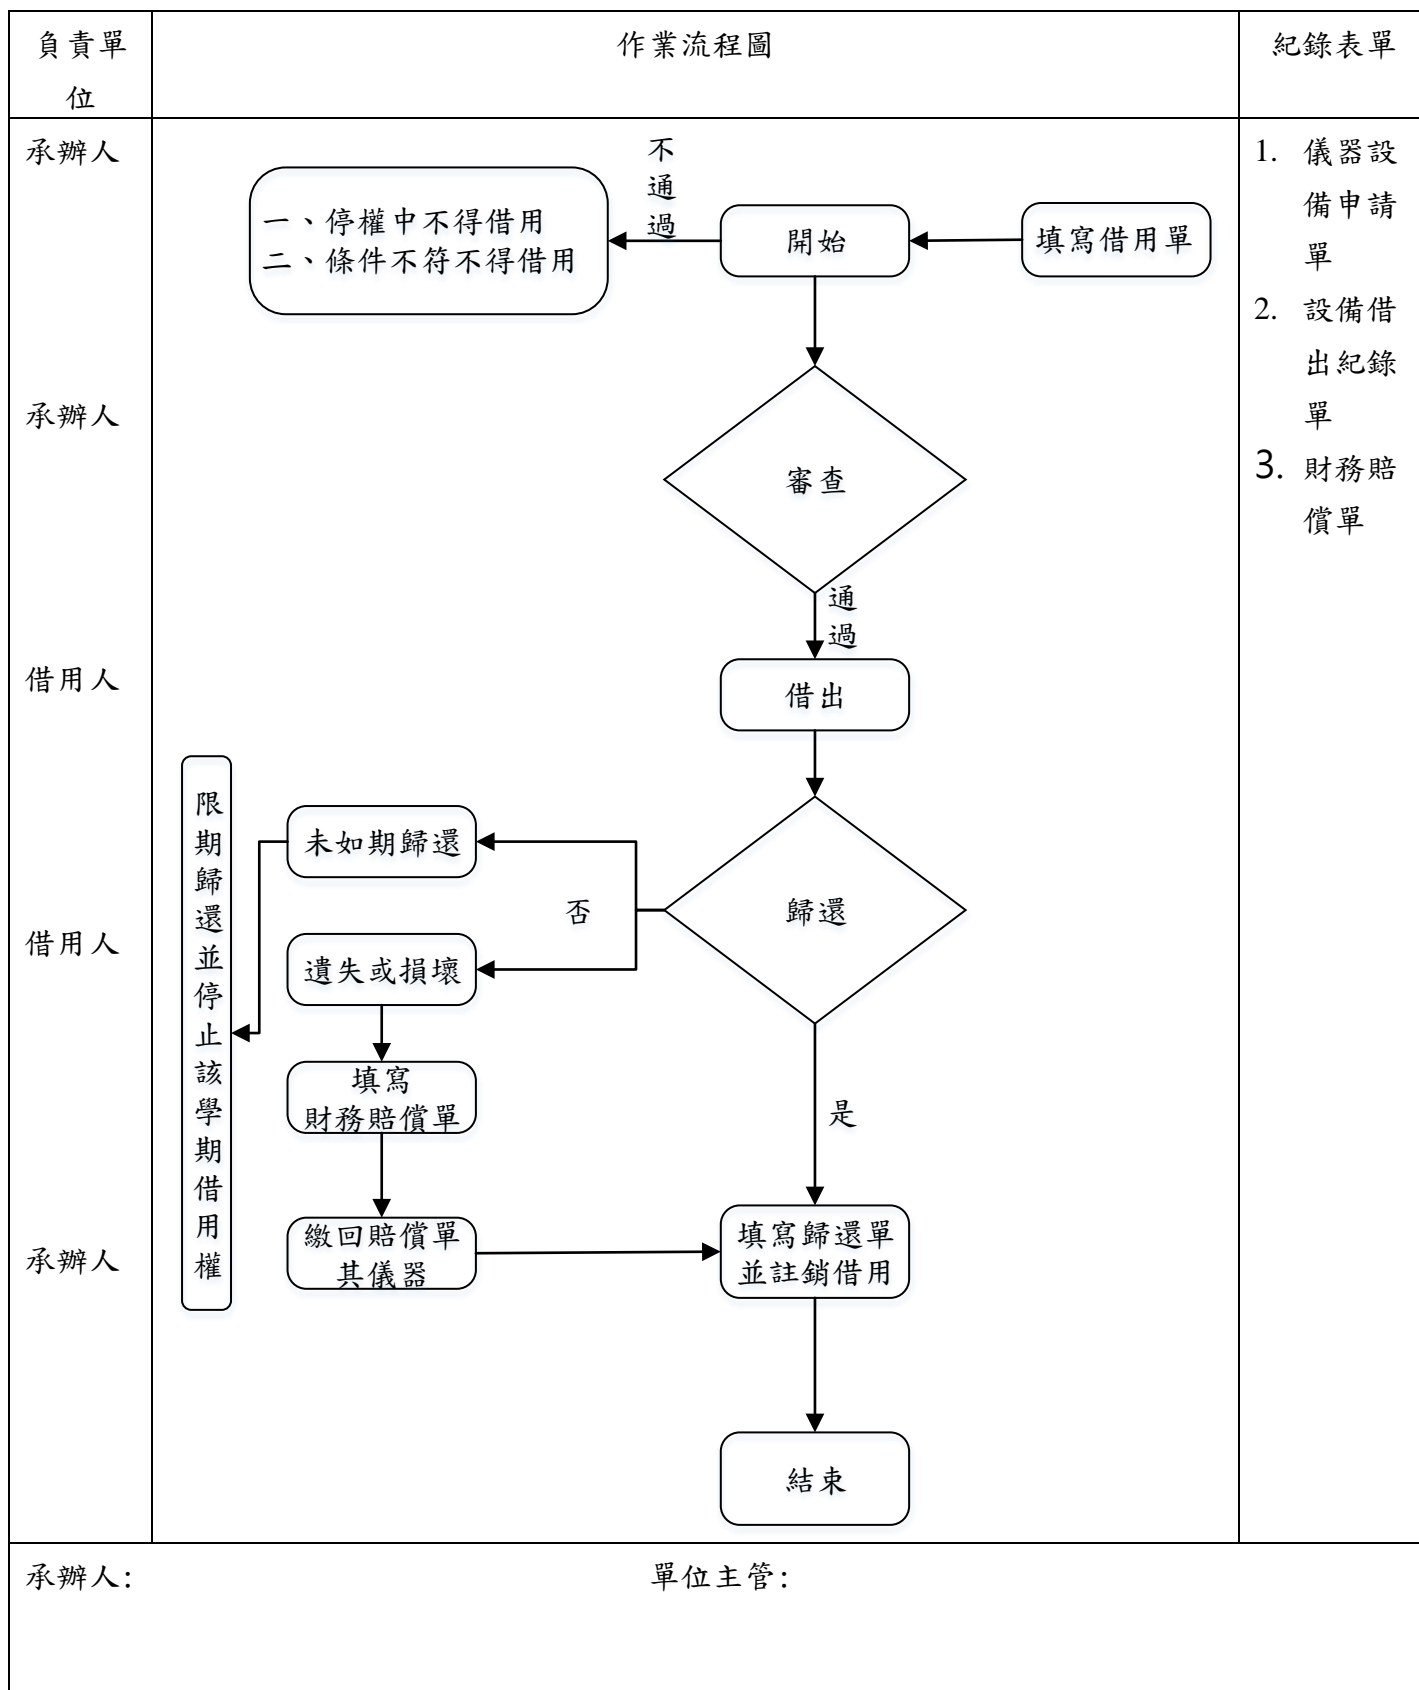 負責單
位
作業流程圖
紀錄表單
承辦人
不
通
過
一、停權中不得借用
二、條件不符不得借用
開始
填寫借用單
1. 儀器設
備申請
單
2. 設備借
出紀錄
單
3. 財務賠
償單
承辦人
審查
通
過
借用人
借出
限
期
歸
還
並
停
止
該
學
期
借
用
權
未如期歸還
借用人
否
歸還
遺失或損壞
填寫
財務賠償單
是
承辦人
繳回賠償單
其儀器
填寫歸還單
並註銷借用
結束
承辦人:
單位主管: